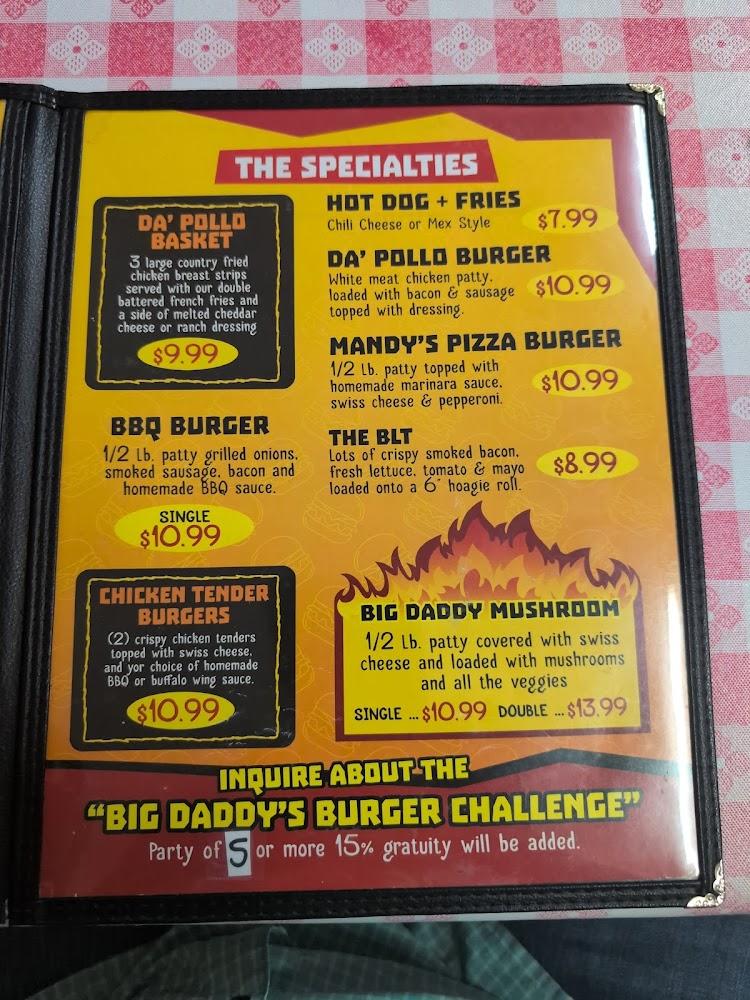 THE SPECIALTIES
DA' POLLO
BASKET
3 large country fried
chicken breast strips
served with our double
battered french fries and
a side of melted cheddar
cheese or ranch dressing
$9.99
BBQ BURGER
1/2 Lb. patty grilled onions,
smoked sausage, bacon and
homemade BBQ sauce.
SINGLE
$10.99
CHICKEN TENDER
BURGERS
(2) crispy chicken tenders
topped with swiss cheese,
and yor choice of homemade
BBQ or buffalo wing sauce.
$10.99
HOT DOG + FRIES
Chili Cheese or Mex Style
$7.99
DA' POLLO BURGER
White meat chicken patty,
loaded with bacon & sausage
topped with dressing.
$10.99
MANDY'S PIZZA BURGER
1/2 lb. patty topped with
homemade marinara sauce,
swiss cheese & pepperoni.
$10.99
THE BLT
Lots of crispy smoked bacon,
fresh lettuce, tomato & mayo
loaded onto a 6" hoagie roll.
$8.99
BIG DADDY MUSHROOM
1/2 Lb. patty covered with swiss
cheese and loaded with mushrooms
and all the veggies
SINGLE ... $10.99 DOUBLE ... $13.99
INQUIRE ABOUT THE
"BIG DADDY'S BURGER CHALLENGE"
Party of 5 or more 15% gratuity will be added.